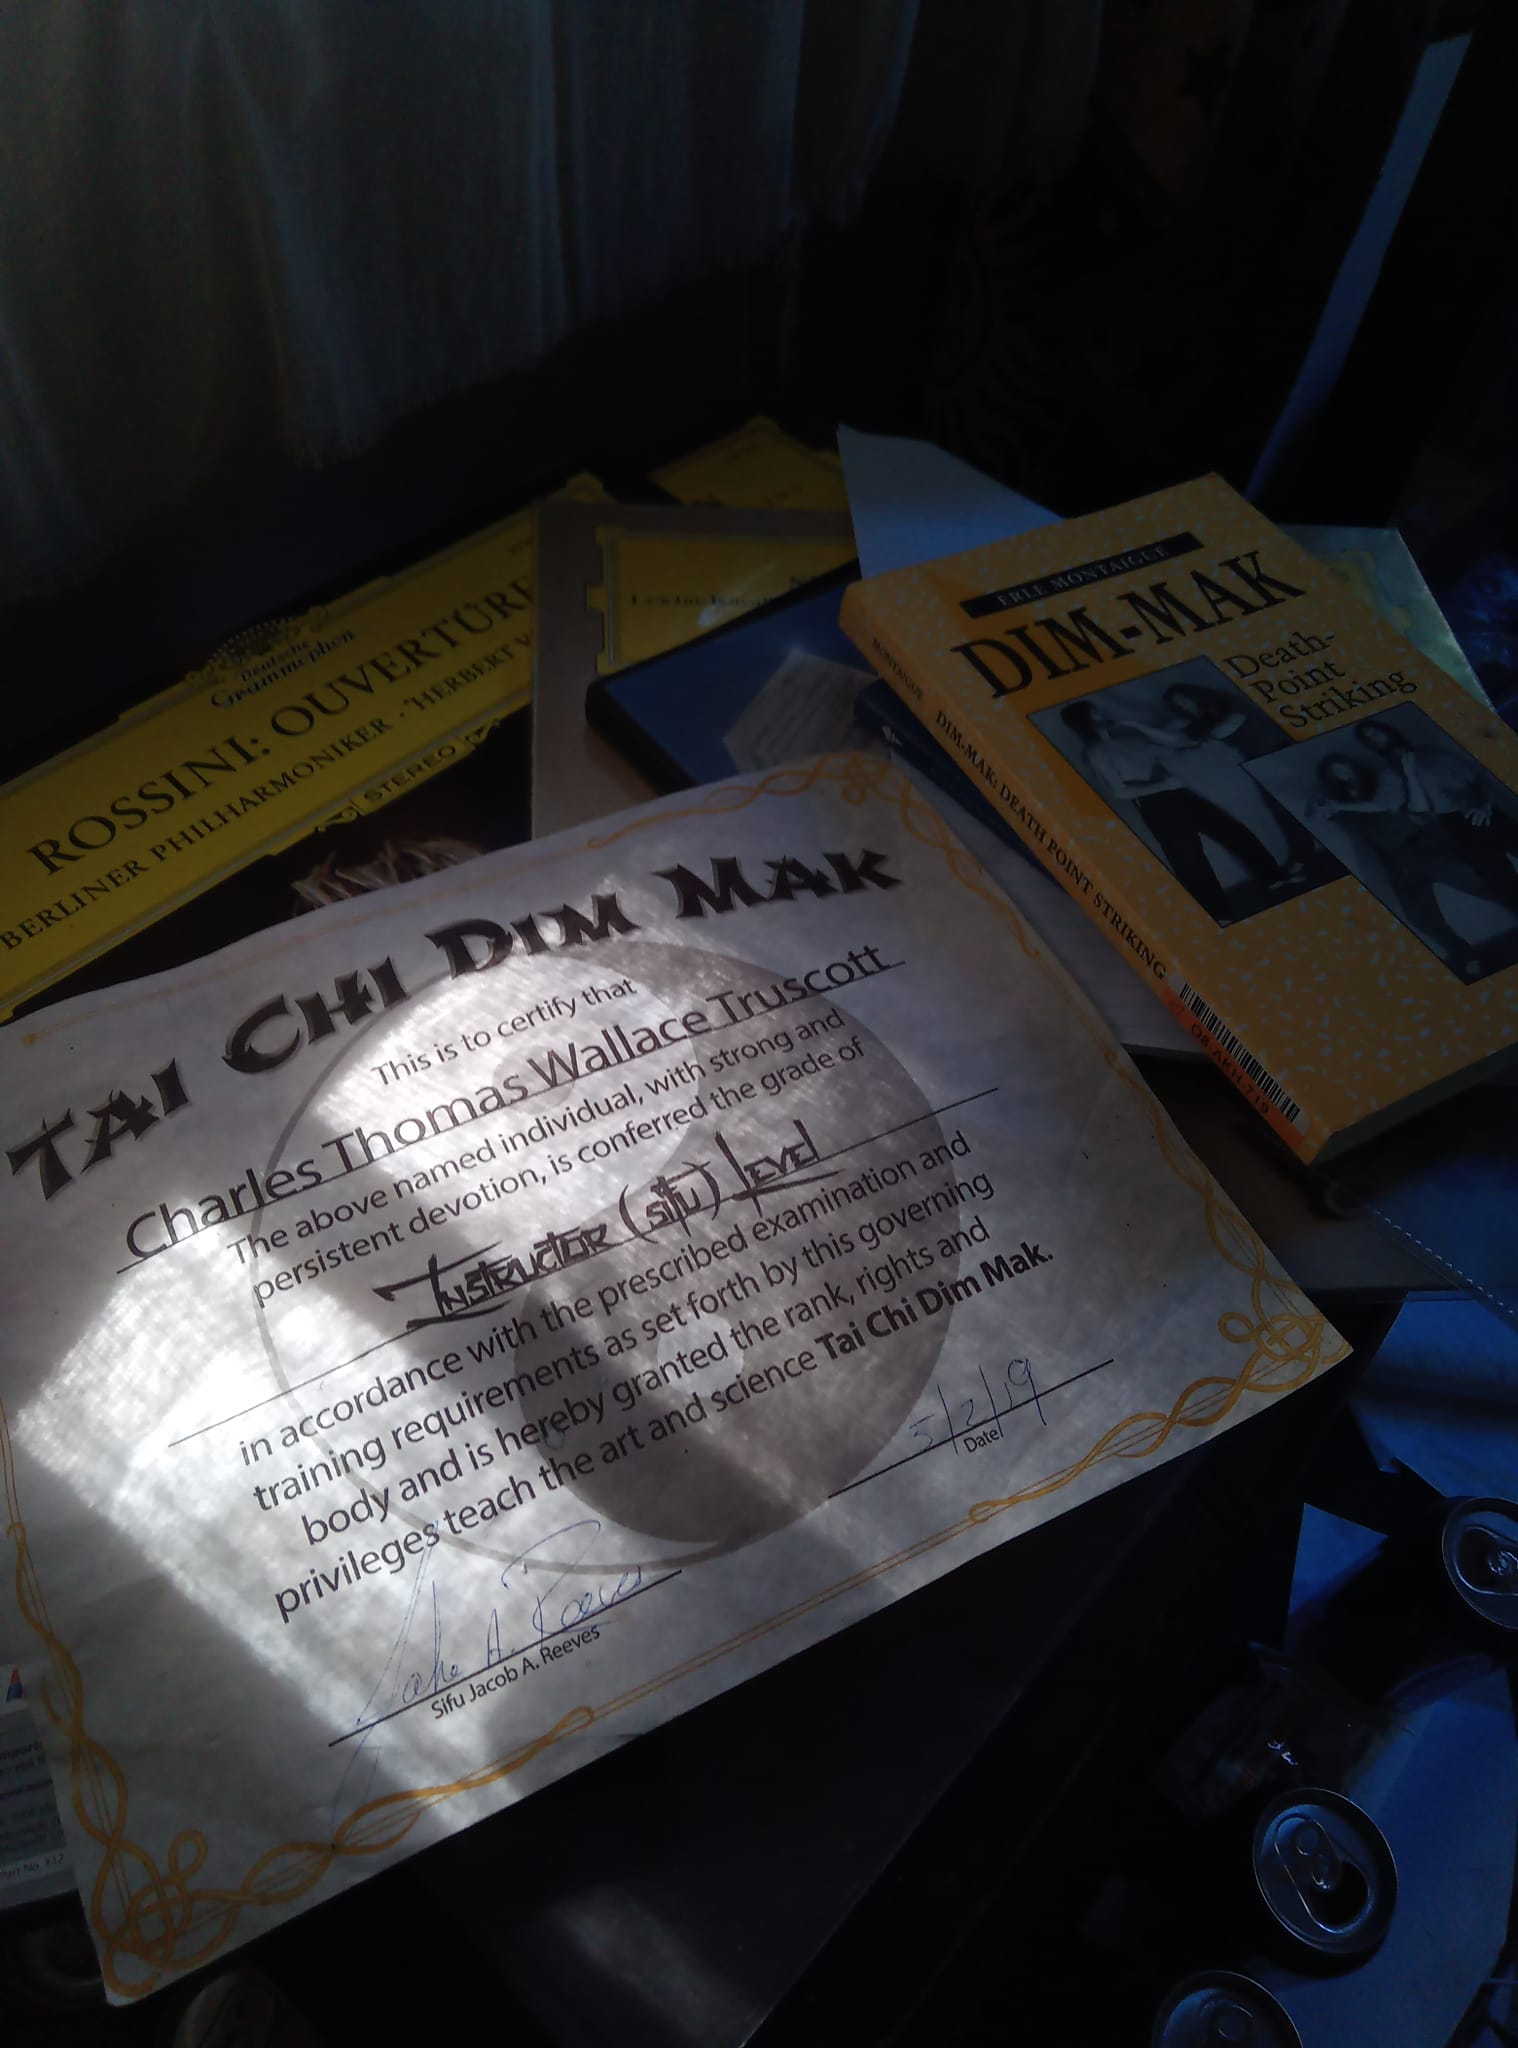 Deutsche
Grammophon
ROSSINI: OUVERTURE
BERLINER PHILHARMONIKER · HERBERT
STEREO
ERLE MONTAIGUE
DIM-MAK
Death-
Point
Striking
MONTAIGUE DIM-MAK: DEATH POINT STRIKING
TAI CHI DIM MAK
This is to certify that
Charles Thomas Wallace Truscott
The above named individual, with strong and
persistent devotion, is conferred the grade of
INSTRUCTOR (SIFU) LEVEL
in accordance with the prescribed examination and
training requirements as set forth by this governing
body and is hereby granted the rank, rights and
privileges teach the art and science Tai Chi Dim Mak.
5/2/19
Date
Jake A. Reeves
Sifu Jacob A. Reeves